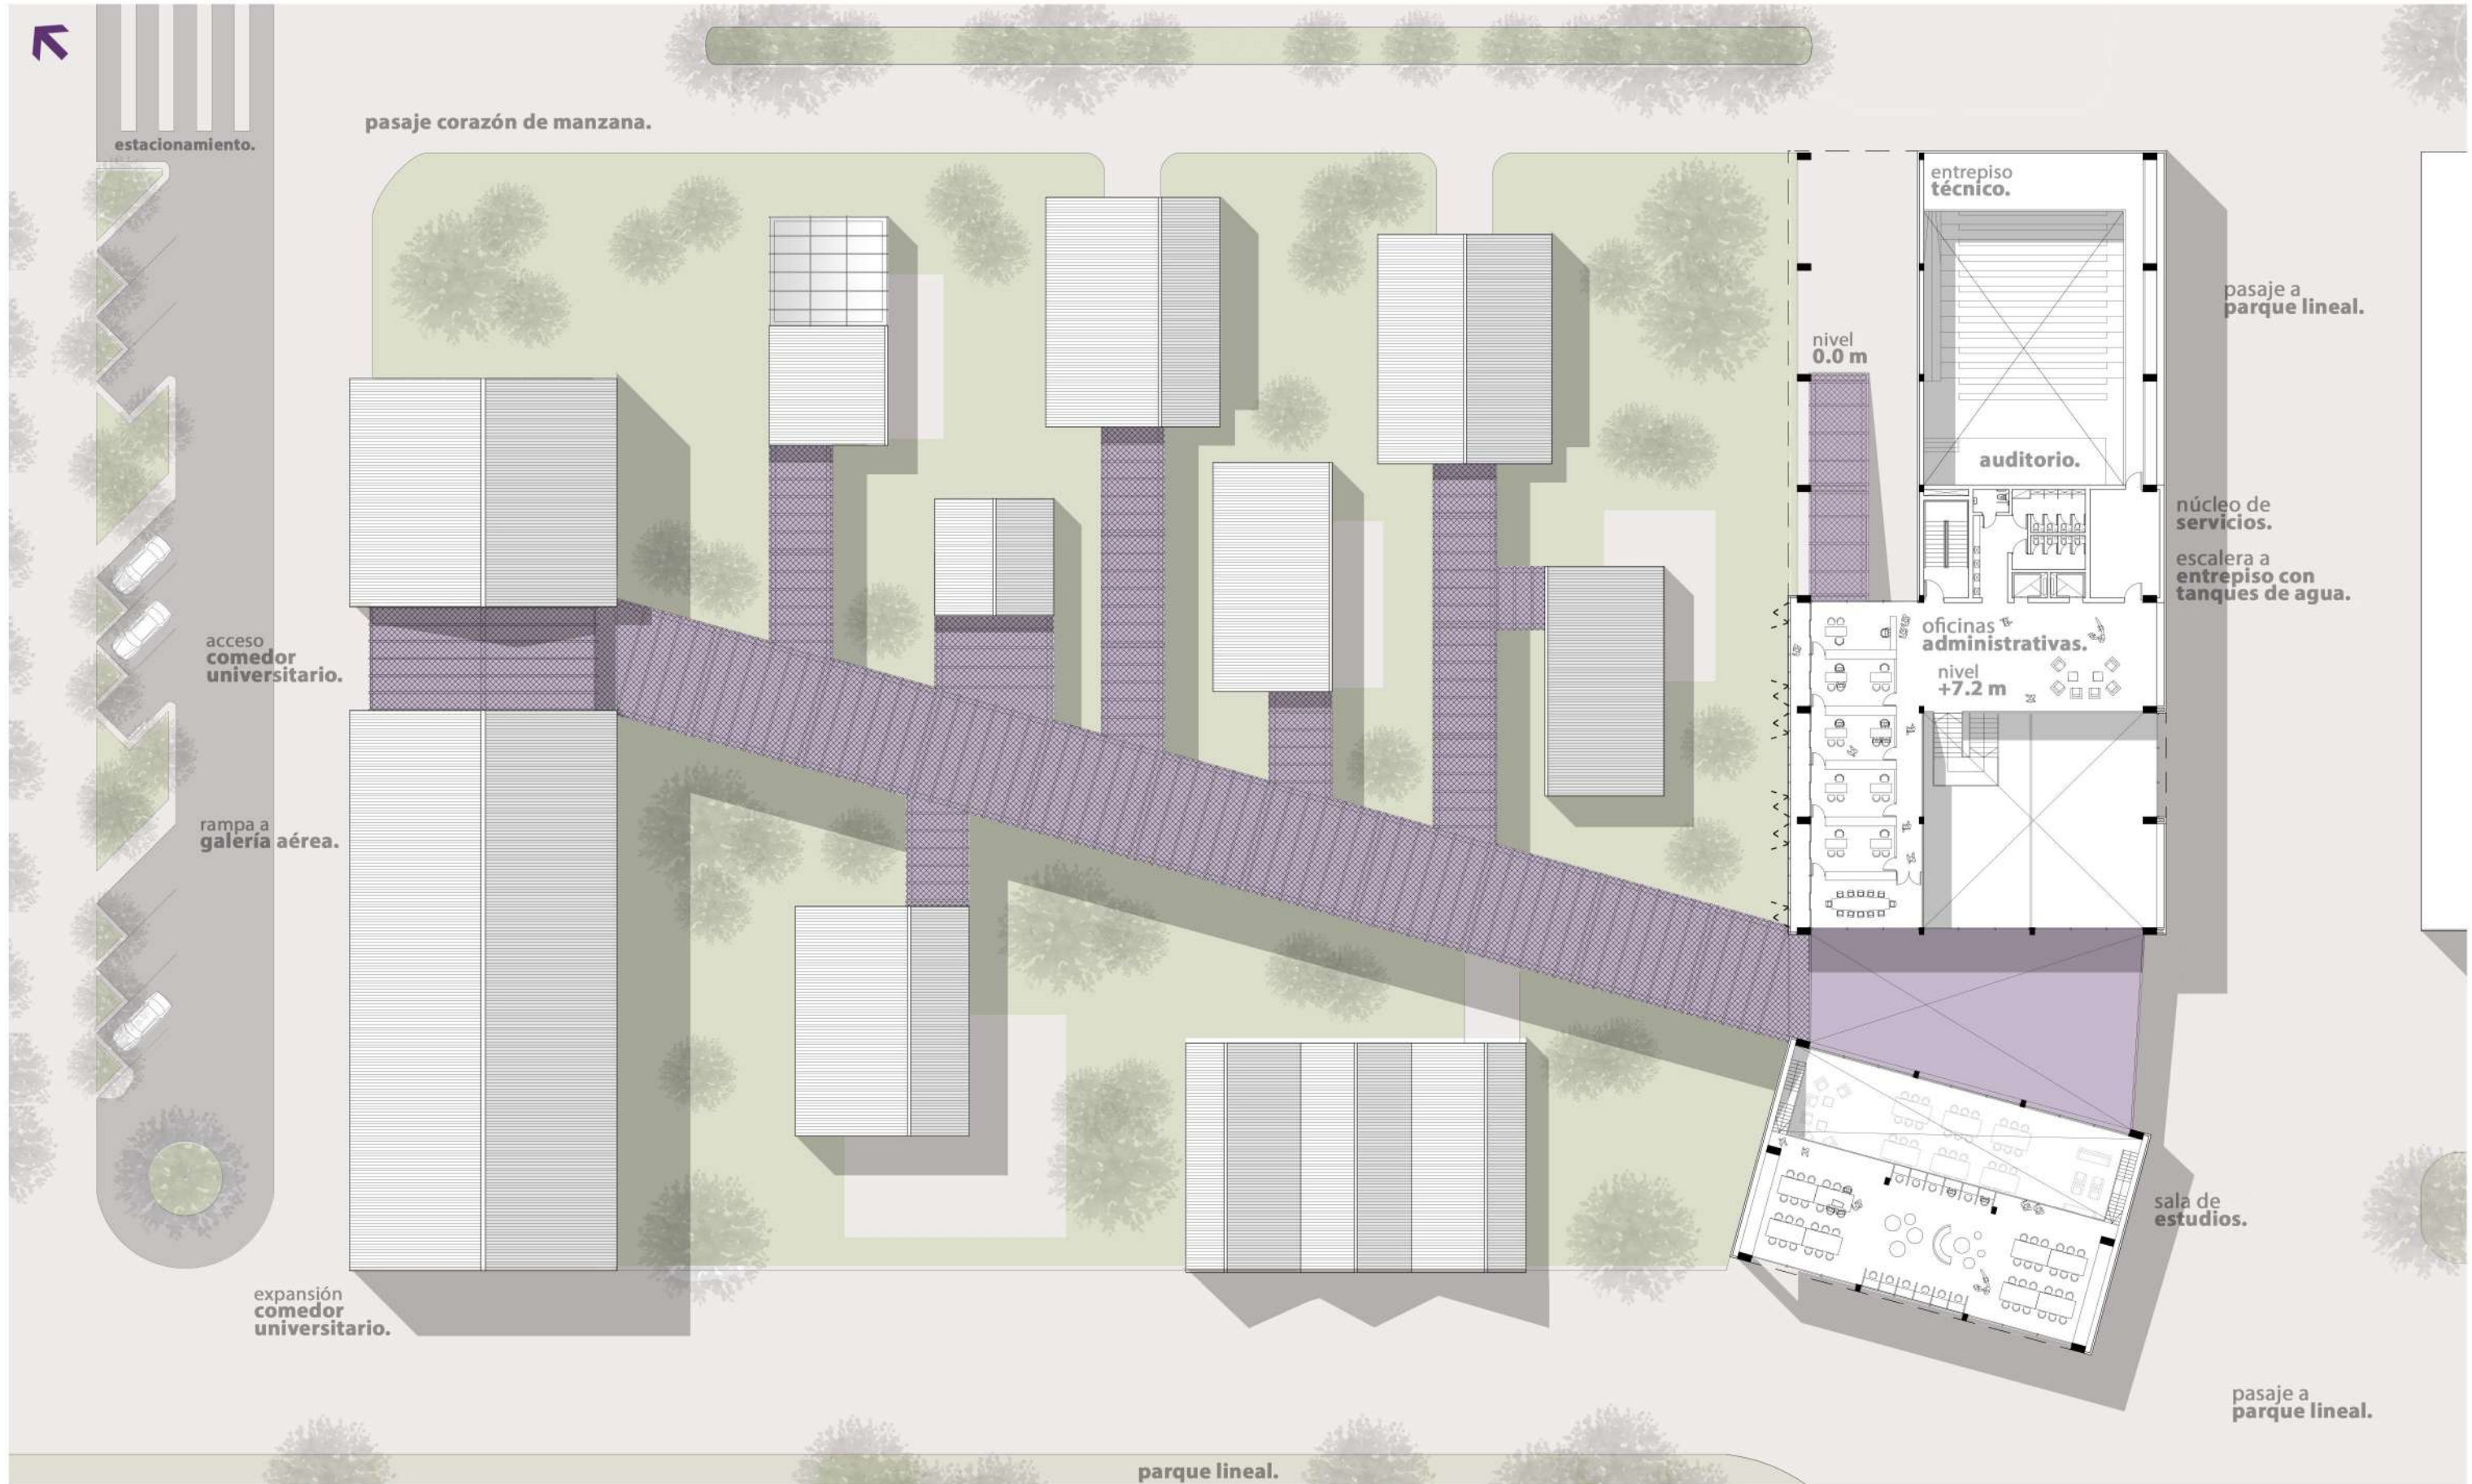 pasaje corazón de manzana.
estacionamiento.
entrepiso
técnico.
pasaje a
parque lineal.
nivel
0.0 m
auditorio.
núcleo de
servicios.
escalera a
entrepiso con
tanques de agua.
oficinas
administrativas.
nivel
+7.2 m
acceso
comedor
universitario.
rampa a
galería aérea.
sala de
estudios.
expansión
comedor
universitario.
pasaje a
parque lineal.
parque lineal.